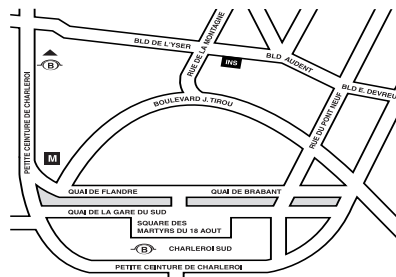 BLD DE L'YSER
RUE DE LA MONTAGNE
INS
BLD AUDENT
BLD E. DEVREU
B
PETITE CEINTURE DE CHARLEROI
BOULEVARD J. TIROU
RUE DU PONT NEUF
M
QUAI DE FLANDRE
QUAI DE BRABANT
QUAI DE LA GARE DU SUD
SQUARE DES
MARTYRS DU 18 AOUT
B
CHARLEROI SUD
PETITE CEINTURE DE CHARLEROI